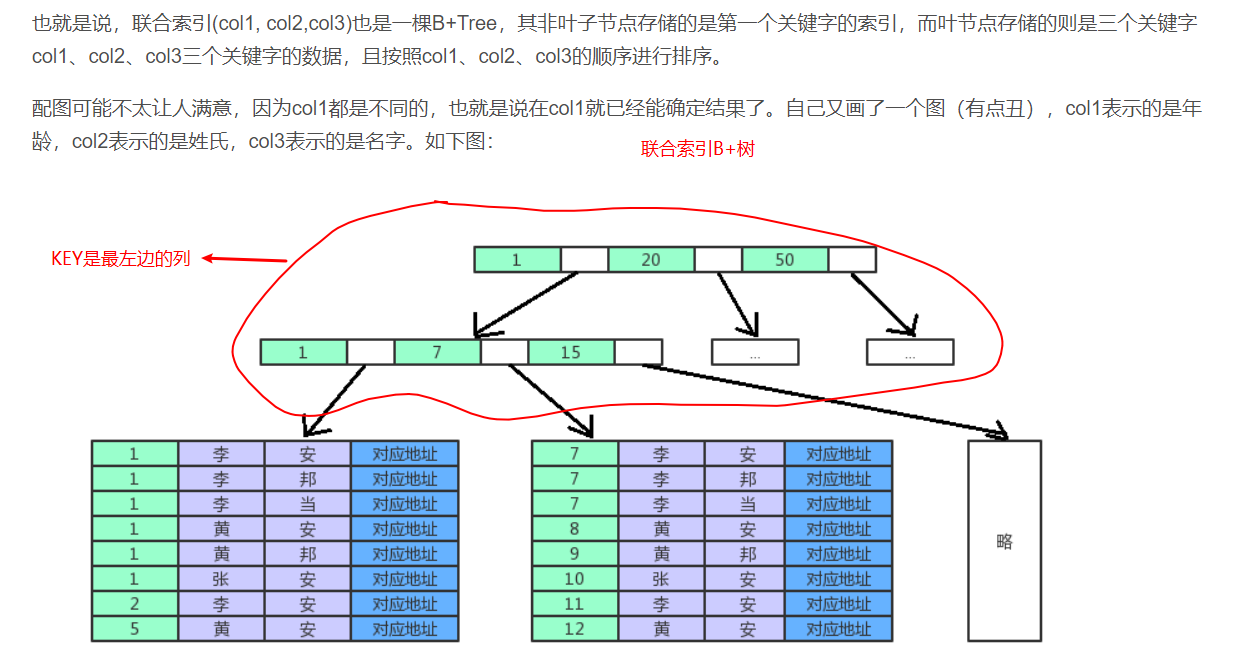 也就是说，联合索引(col1, col2,col3)也是一棵B+Tree，其非叶子节点存储的是第一个关键字的索引，而叶节点存储的则是三个关键字
col1、col2、col3三个关键字的数据，且按照col1、col2、col3的顺序进行排序。
配图可能不太让人满意，因为col1都是不同的，也就是说在col1就已经能确定结果了。自己又画了一个图（有点丑），col1表示的是年
龄，col2表示的是姓氏，col3表示的是名字。如下图：
联合索引B+树
KEY是最左边的列
1 20 50
1 7 15 ... ...
1 李 安 对应地址
1 李 邦 对应地址
1 李 当 对应地址
1 黄 安 对应地址
1 黄 邦 对应地址
1 张 安 对应地址
2 李 安 对应地址
5 黄 安 对应地址
7 李 安 对应地址
7 李 邦 对应地址
7 李 当 对应地址
8 黄 安 对应地址
9 黄 邦 对应地址
10 张 安 对应地址
11 李 安 对应地址
12 黄 安 对应地址
略